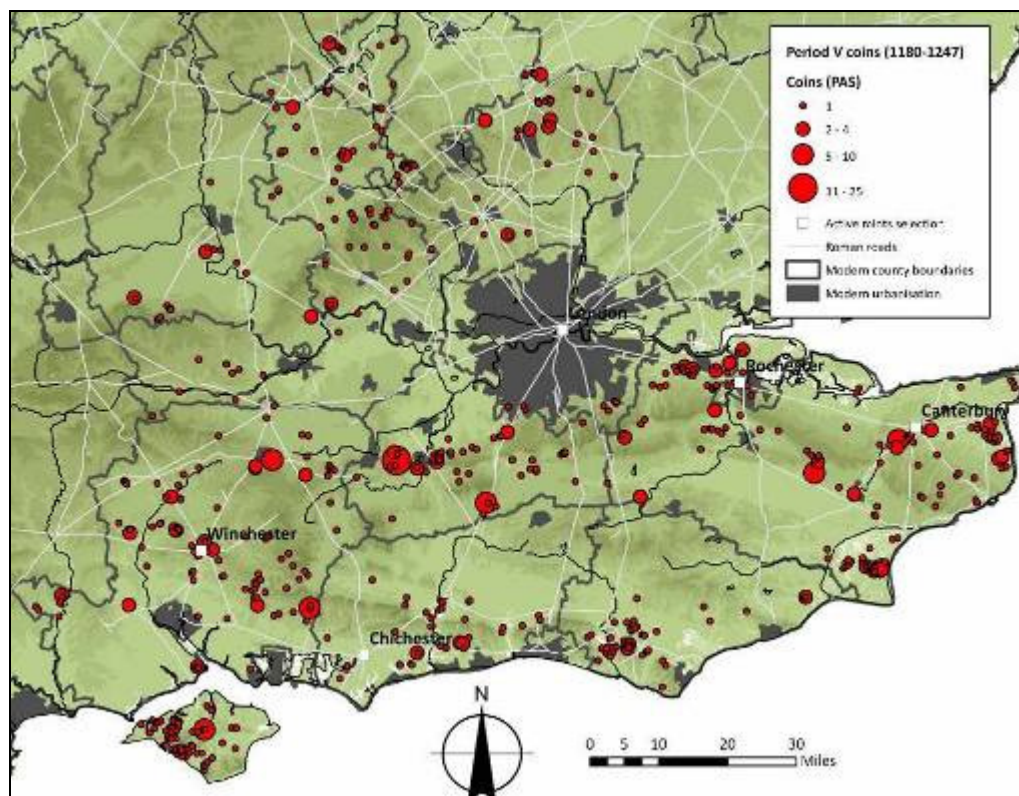 Period V coins (1180-1247)
Coins (PAS)
1
2 - 4
5 - 10
11 - 25
Active mints selection
Roman roads
Modern county boundaries
Modern urbanisation
London
Rochester
Canterbury
Winchester
Chichester
N
0 5 10 20 30
Miles